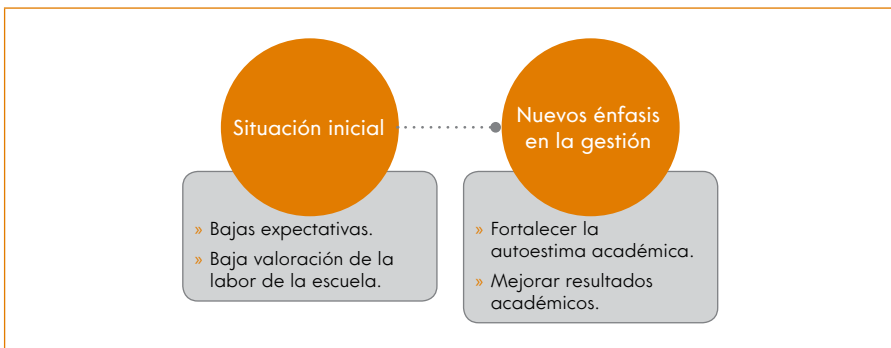 Situación inicial
Nuevos énfasis
en la gestión
» Bajas expectativas.
» Baja valoración de la
labor de la escuela.
» Fortalecer la
autoestima académica.
» Mejorar resultados
académicos.